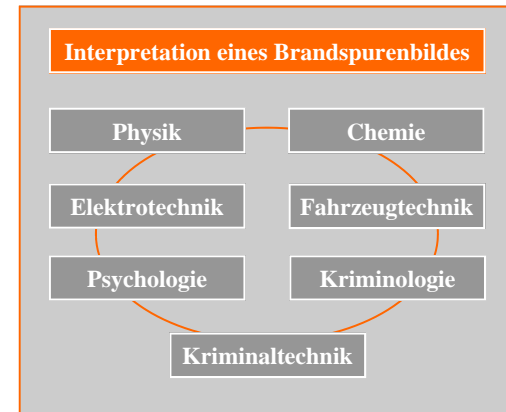 Interpretation eines Brandspurenbildes
Physik
Chemie
Elektrotechnik
Fahrzeugtechnik
Psychologie
Kriminologie
Kriminaltechnik